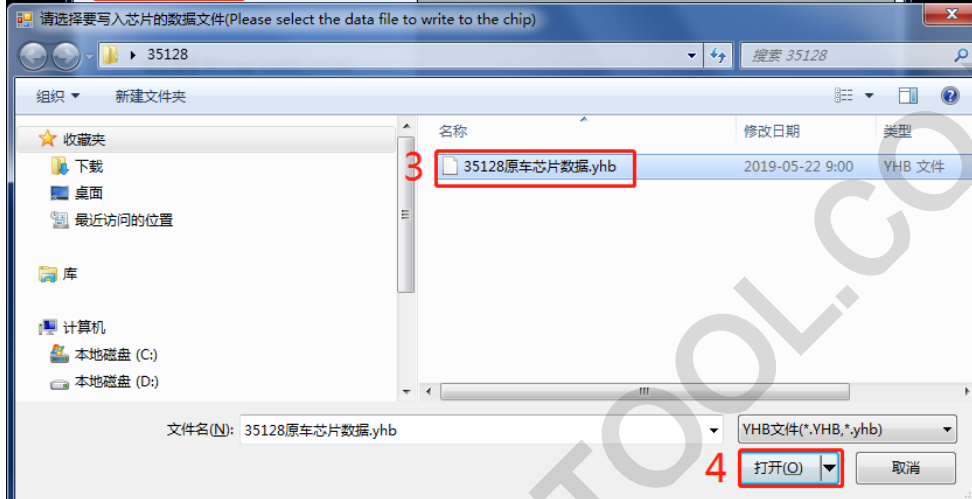 请选择要写入芯片的数据文件(Please select the data file to write to the chip)
35128
搜索 35128
组织
新建文件夹
收藏夹
下载
桌面
最近访问的位置
库
计算机
本地磁盘 (C:)
本地磁盘 (D:)
名称 修改日期 类型
3 35128原车芯片数据.yhb 2019-05-22 9:00 YHB 文件
文件名(N): 35128原车芯片数据.yhb YHB文件(*.YHB,*.yhb)
4 打开(O) 取消
TOOL.CO